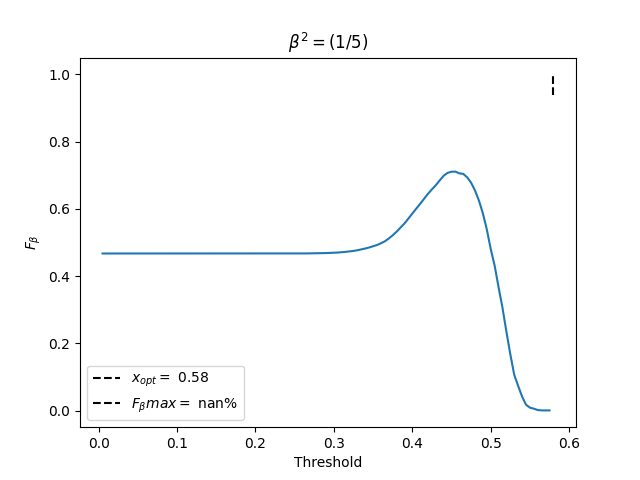 β² = (1/5)
F_β
1.0
0.8
0.6
0.4
0.2
0.0
x_opt = 0.58
F_βmax = nan%
0.0 0.1 0.2 0.3 0.4 0.5 0.6
Threshold